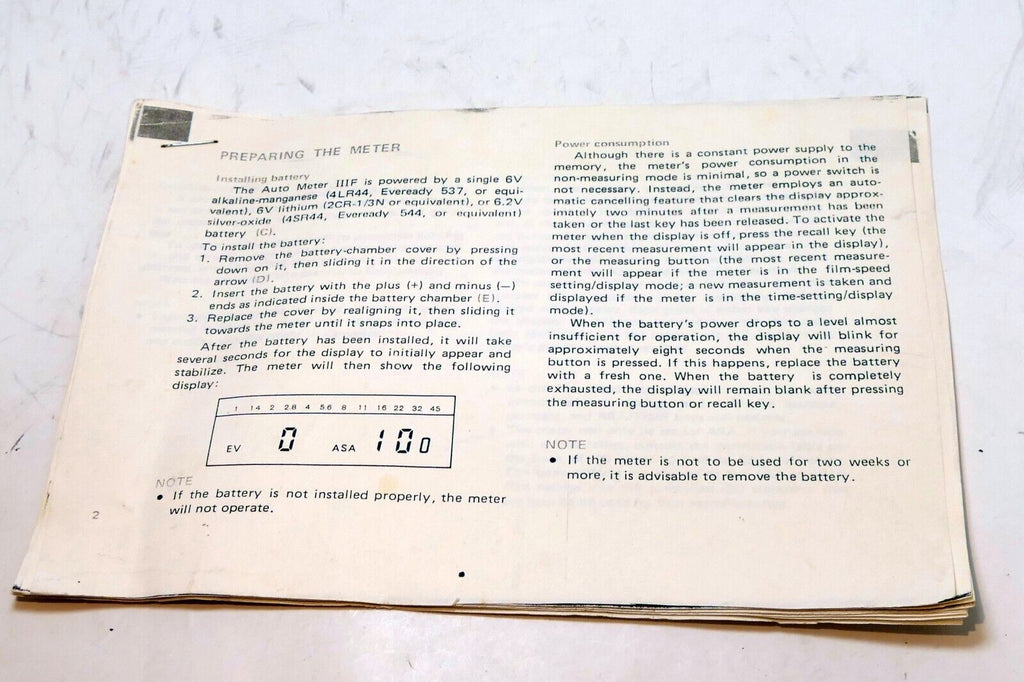 PREPARING THE METER
Installing battery
The Auto Meter IIIF is powered by a single 6V
alkaline-manganese (4LR44, Eveready 537, or equi-
valent), 6V lithium (2CR-1/3N or equivalent), or 6.2V
silver-oxide (4SR44, Eveready 544, or equivalent)
battery (C).
To install the battery:
1. Remove the battery-chamber cover by pressing
down on it, then sliding it in the direction of the
arrow (D).
2. Insert the battery with the plus (+) and minus (—)
ends as indicated inside the battery chamber (E).
3. Replace the cover by realigning it, then sliding it
towards the meter until it snaps into place.
After the battery has been installed, it will take
several seconds for the display to initially appear and
stabilize. The meter will then show the following
display:
1 1.4 2 2.8 4 5.6 8 11 16 22 32 45
EV 0 ASA 100
NOTE
• If the battery is not installed properly, the meter
will not operate.
2
Power consumption
Although there is a constant power supply to the
memory, the meter's power consumption in the
non-measuring mode is minimal, so a power switch is
not necessary. Instead, the meter employs an auto-
matic cancelling feature that clears the display approx-
imately two minutes after a measurement has been
taken or the last key has been released. To activate the
meter when the display is off, press the recall key (the
most recent measurement will appear in the display),
or the measuring button (the most recent measure-
ment will appear if the meter is in the film-speed
setting/display mode; a new measurement is taken and
displayed if the meter is in the time-setting/display
mode).
When the battery's power drops to a level almost
insufficient for operation, the display will blink for
approximately eight seconds when the measuring
button is pressed. If this happens, replace the battery
with a fresh one. When the battery is completely
exhausted, the display will remain blank after pressing
the measuring button or recall key.
NOTE
• If the meter is not to be used for two weeks or
more, it is advisable to remove the battery.